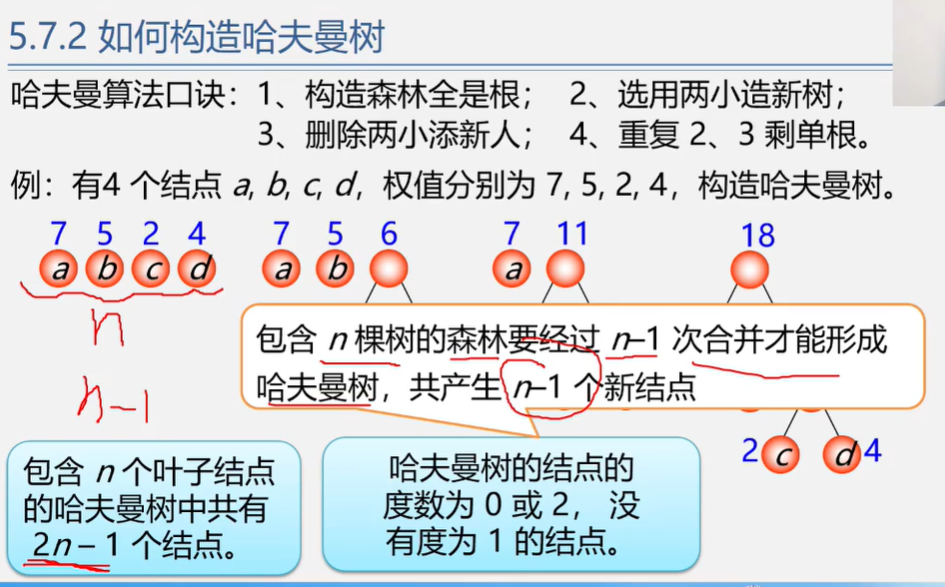 5.7.2 如何构造哈夫曼树
哈夫曼算法口诀：1、构造森林全是根； 2、选用两小造新树；
3、删除两小添新人； 4、重复 2、3 剩单根。
例：有4 个结点 a, b, c, d，权值分别为 7, 5, 2, 4，构造哈夫曼树。
7 5 2 4 7 5 6 7 11 18
a b c d a b a
n
包含 n 棵树的森林要经过 n–1 次合并才能形成
哈夫曼树，共产生 n–1 个新结点
n-1
2 c d 4
包含 n 个叶子结点
的哈夫曼树中共有
2n – 1 个结点。
哈夫曼树的结点的
度数为 0 或 2， 没
有度为 1 的结点。